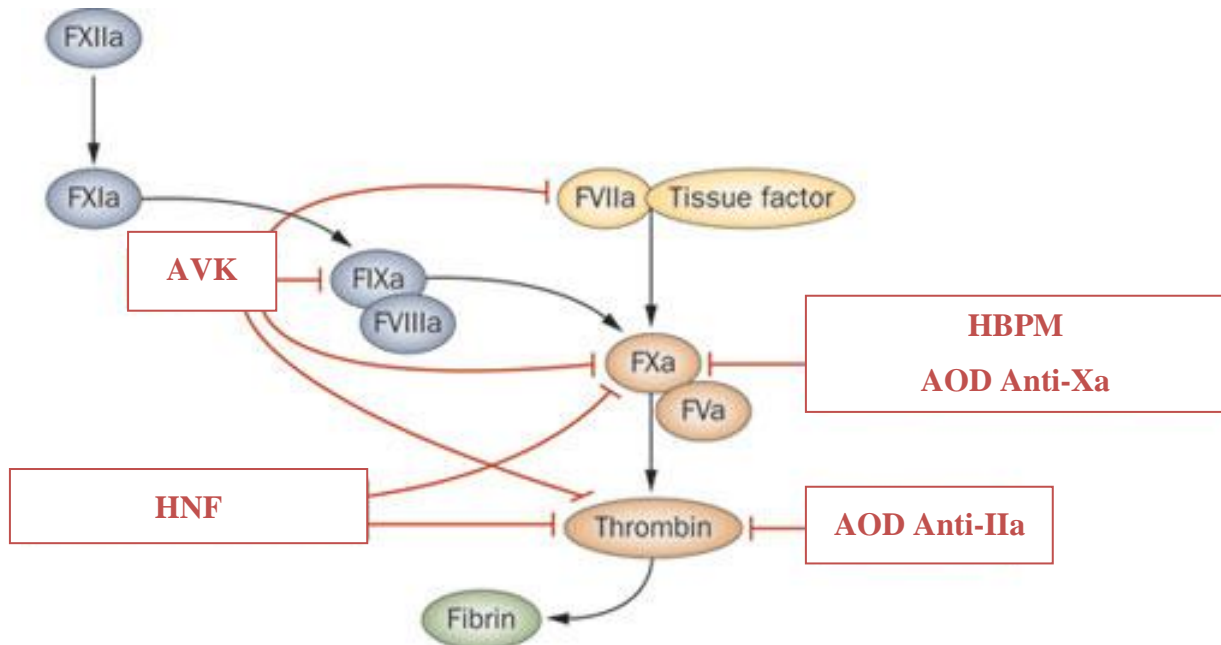 FXIIa
FXIa
FVIIa
Tissue factor
AVK
FIXa
FVIIIa
FXa
FVa
HBPM
AOD Anti-Xa
HNF
Thrombin
AOD Anti-IIa
Fibrin